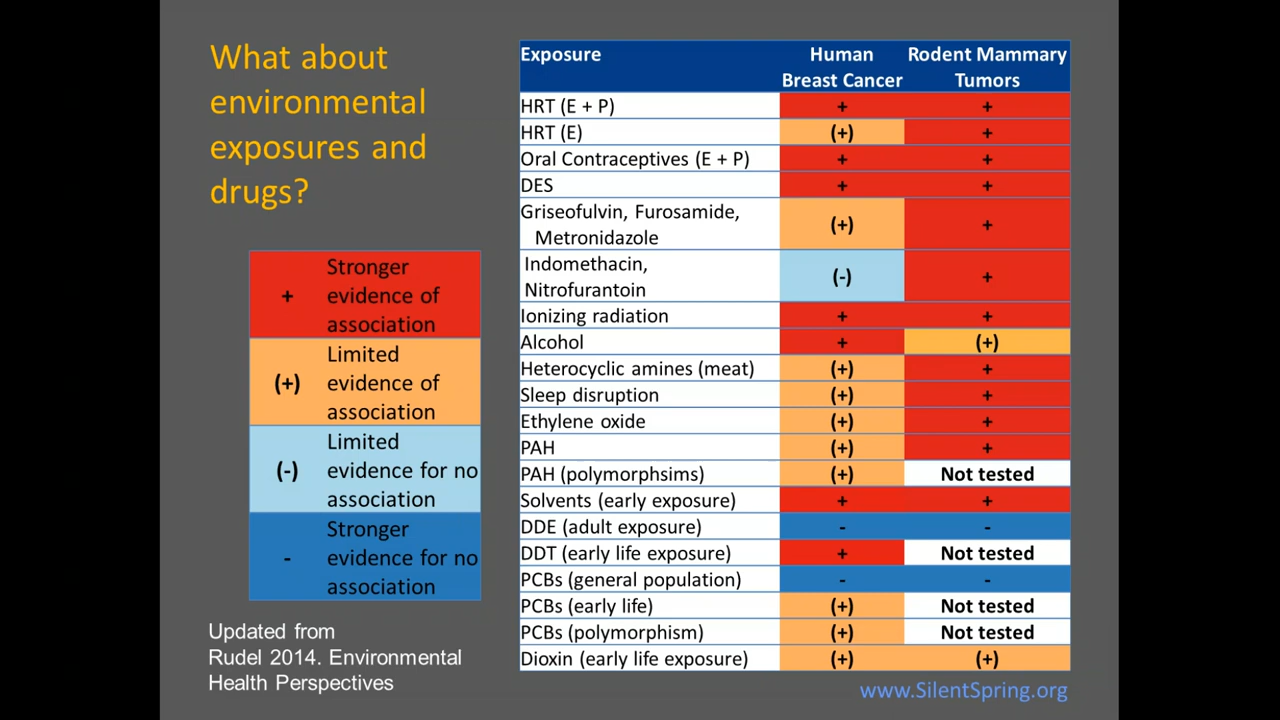 What about
environmental
exposures and
drugs?
+ Stronger
evidence of
association
(+) Limited
evidence of
association
(-) Limited
evidence for no
association
- Stronger
evidence for no
association
Updated from
Rudel 2014. Environmental
Health Perspectives
Exposure Human Breast Cancer Rodent Mammary Tumors
HRT (E + P) + +
HRT (E) (+) +
Oral Contraceptives (E + P) + +
DES + +
Griseofulvin, Furosamide,
Metronidazole (+) +
Indomethacin,
Nitrofurantoin (-) +
Ionizing radiation + +
Alcohol + (+)
Heterocyclic amines (meat) (+) +
Sleep disruption (+) +
Ethylene oxide (+) +
PAH (+) +
PAH (polymorphsims) (+) Not tested
Solvents (early exposure) + +
DDE (adult exposure) - -
DDT (early life exposure) + Not tested
PCBs (general population) - -
PCBs (early life) (+) Not tested
PCBs (polymorphism) (+) Not tested
Dioxin (early life exposure) (+) (+)
www.SilentSpring.org